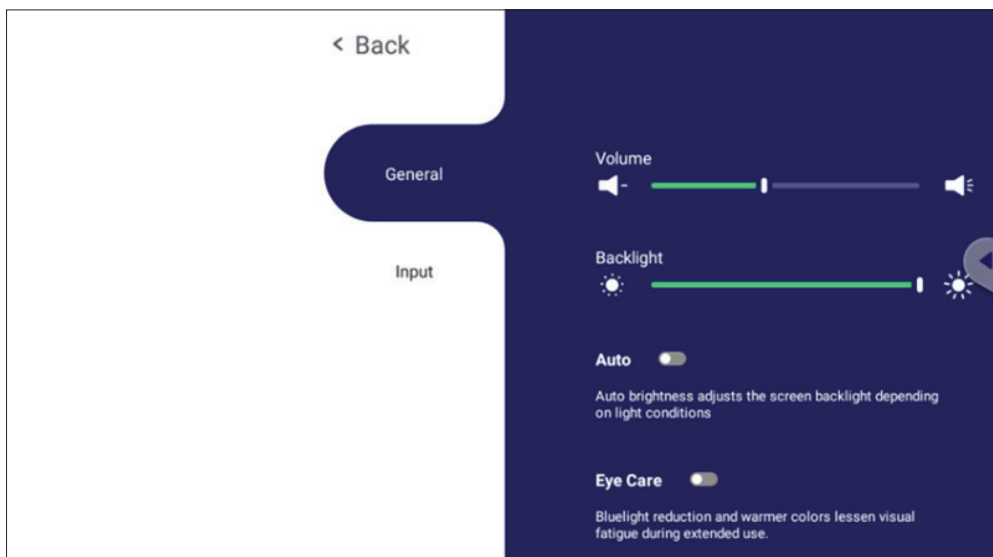 < Back
General
Input
Volume
Backlight
Auto
Auto brightness adjusts the screen backlight depending
on light conditions
Eye Care
Bluelight reduction and warmer colors lessen visual
fatigue during extended use.